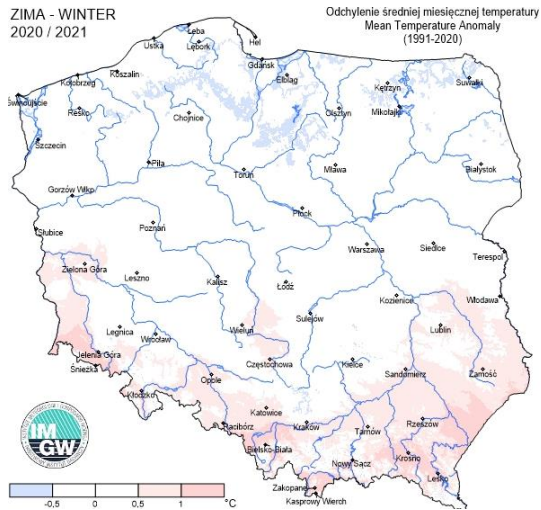 ZIMA - WINTER
2020 / 2021
Odchylenie średniej miesięcznej temperatury
Mean Temperature Anomaly
(1991-2020)
Łeba
Ustka
Lębork
Hel
Gdańsk
Koszalin
Kołobrzeg
Elbląg
Kętrzyn
Suwałki
Świnoujście
Resko
Chojnice
Olsztyn
Mikołajki
Szczecin
Piła
Toruń
Mława
Białystok
Gorzów Wlkp
Płock
Słubice
Poznań
Warszawa
Siedlce
Terespol
Zielona Góra
Leszno
Kalisz
Łódź
Kozienice
Włodawa
Legnica
Wrocław
Wieluń
Sulejów
Lublin
Jelenia Góra
Śnieżka
Częstochowa
Kielce
Sandomierz
Zamość
Kłodzko
Opole
Katowice
Racibórz
Kraków
Tarnów
Rzeszów
Bielsko-Biała
Nowy Sącz
Krosno
Lesko
Zakopane
Kasprowy Wierch
IM
GW
-0,5 0 0,5 1 °C